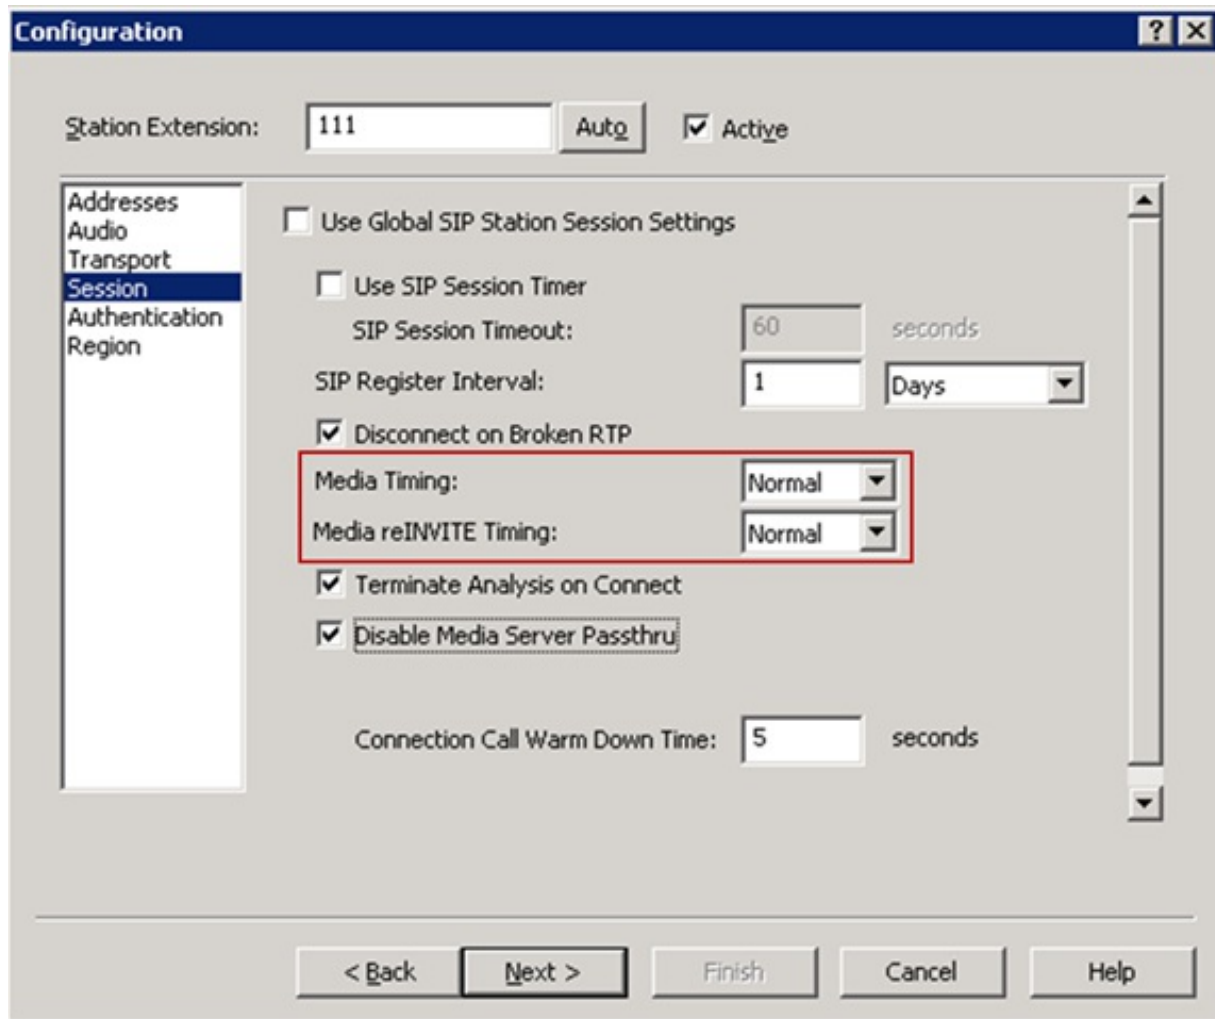 Configuration
Station Extension: 111 Auto Active
Addresses
Audio
Transport
Session
Authentication
Region
Use Global SIP Station Session Settings
Use SIP Session Timer
SIP Session Timeout: 60 seconds
SIP Register Interval: 1 Days
Disconnect on Broken RTP
Media Timing: Normal
Media reINVITE Timing: Normal
Terminate Analysis on Connect
Disable Media Server Passthru
Connection Call Warm Down Time: 5 seconds
< Back Next > Finish Cancel Help